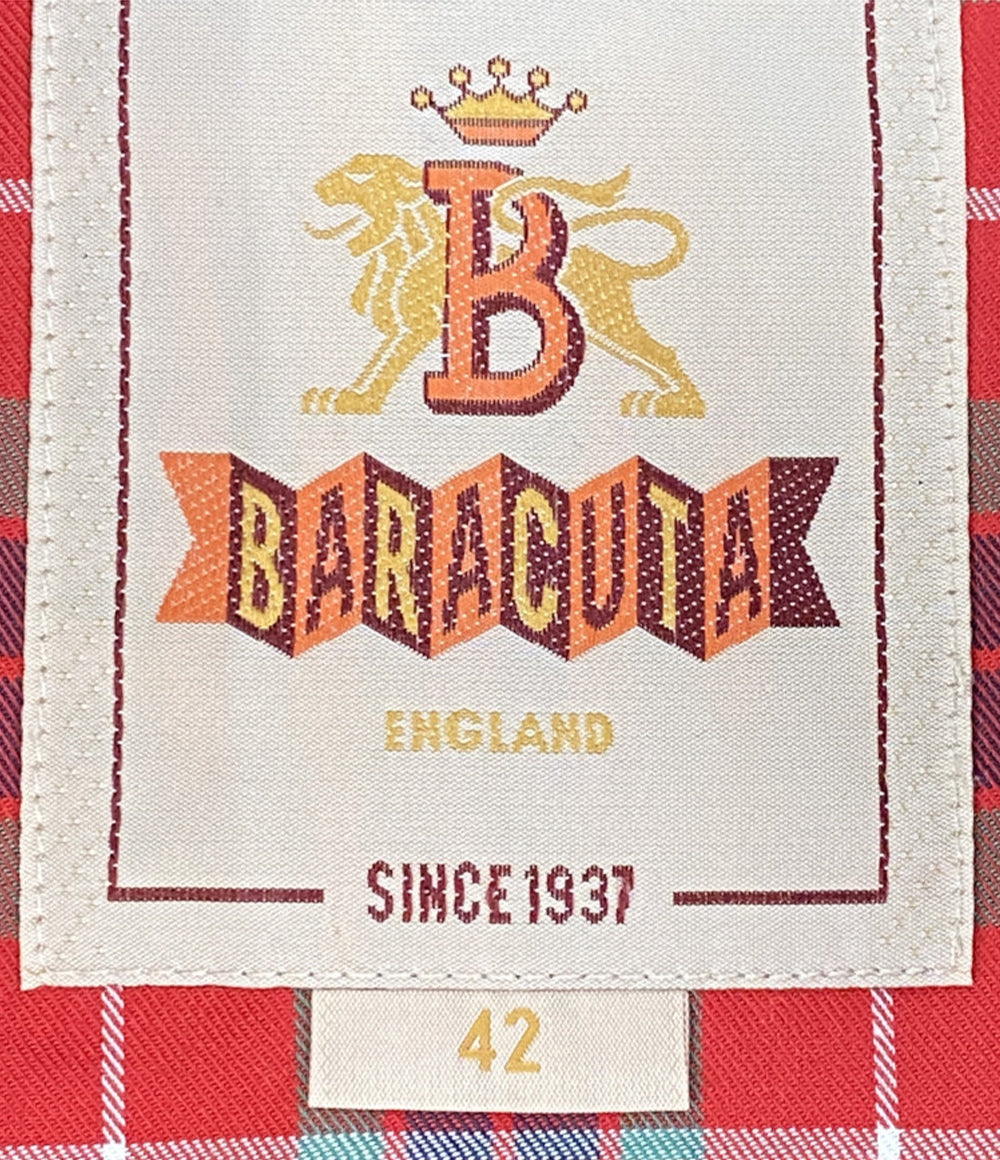 B
BARACUTA
ENGLAND
SINCE 1937
42